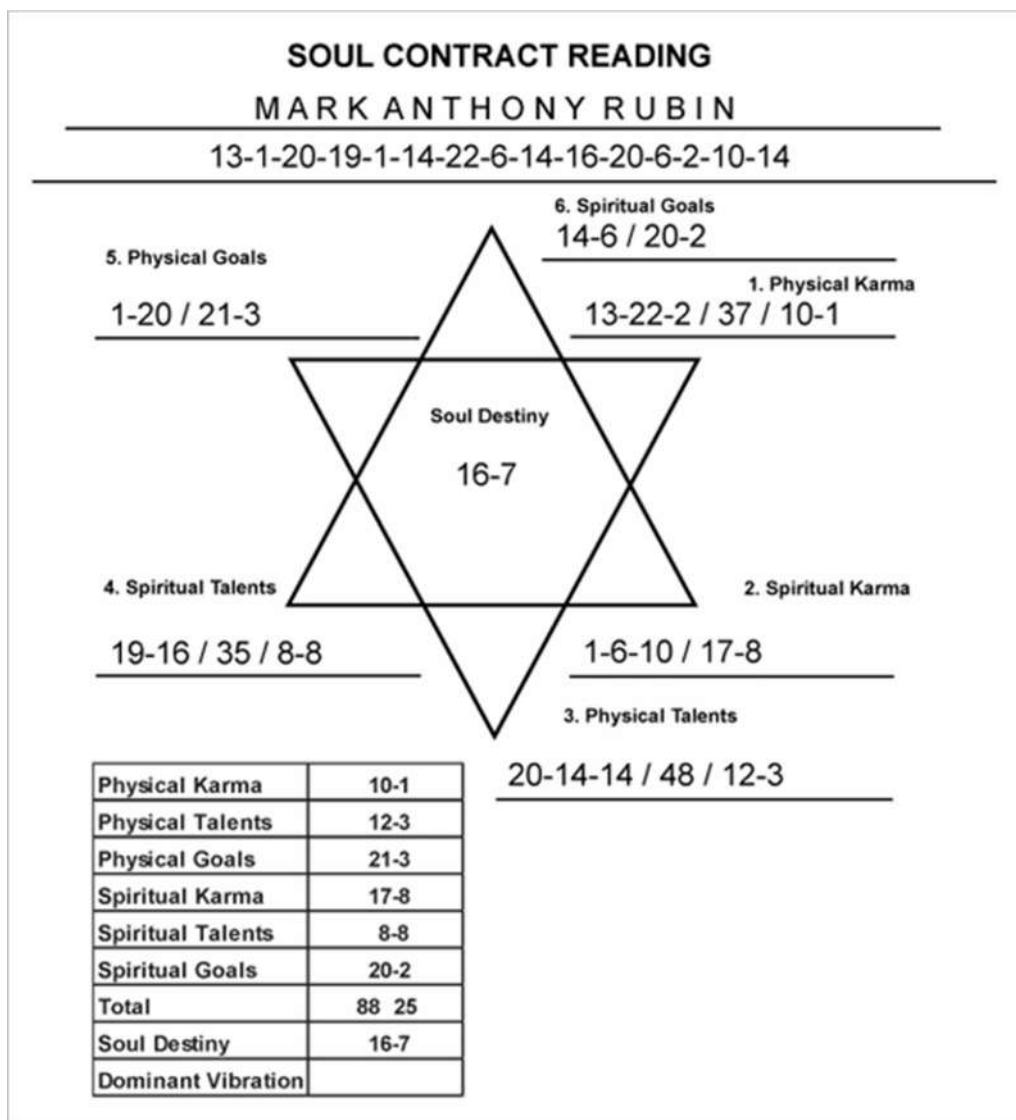 SOUL CONTRACT READING
MARK ANTHONY RUBIN
13-1-20-19-1-14-22-6-14-16-20-6-2-10-14
6. Spiritual Goals
14-6 / 20-2
5. Physical Goals
1-20 / 21-3
1. Physical Karma
13-22-2 / 37 / 10-1
Soul Destiny
16-7
4. Spiritual Talents
19-16 / 35 / 8-8
2. Spiritual Karma
1-6-10 / 17-8
3. Physical Talents
20-14-14 / 48 / 12-3
Physical Karma 10-1
Physical Talents 12-3
Physical Goals 21-3
Spiritual Karma 17-8
Spiritual Talents 8-8
Spiritual Goals 20-2
Total 88 25
Soul Destiny 16-7
Dominant Vibration